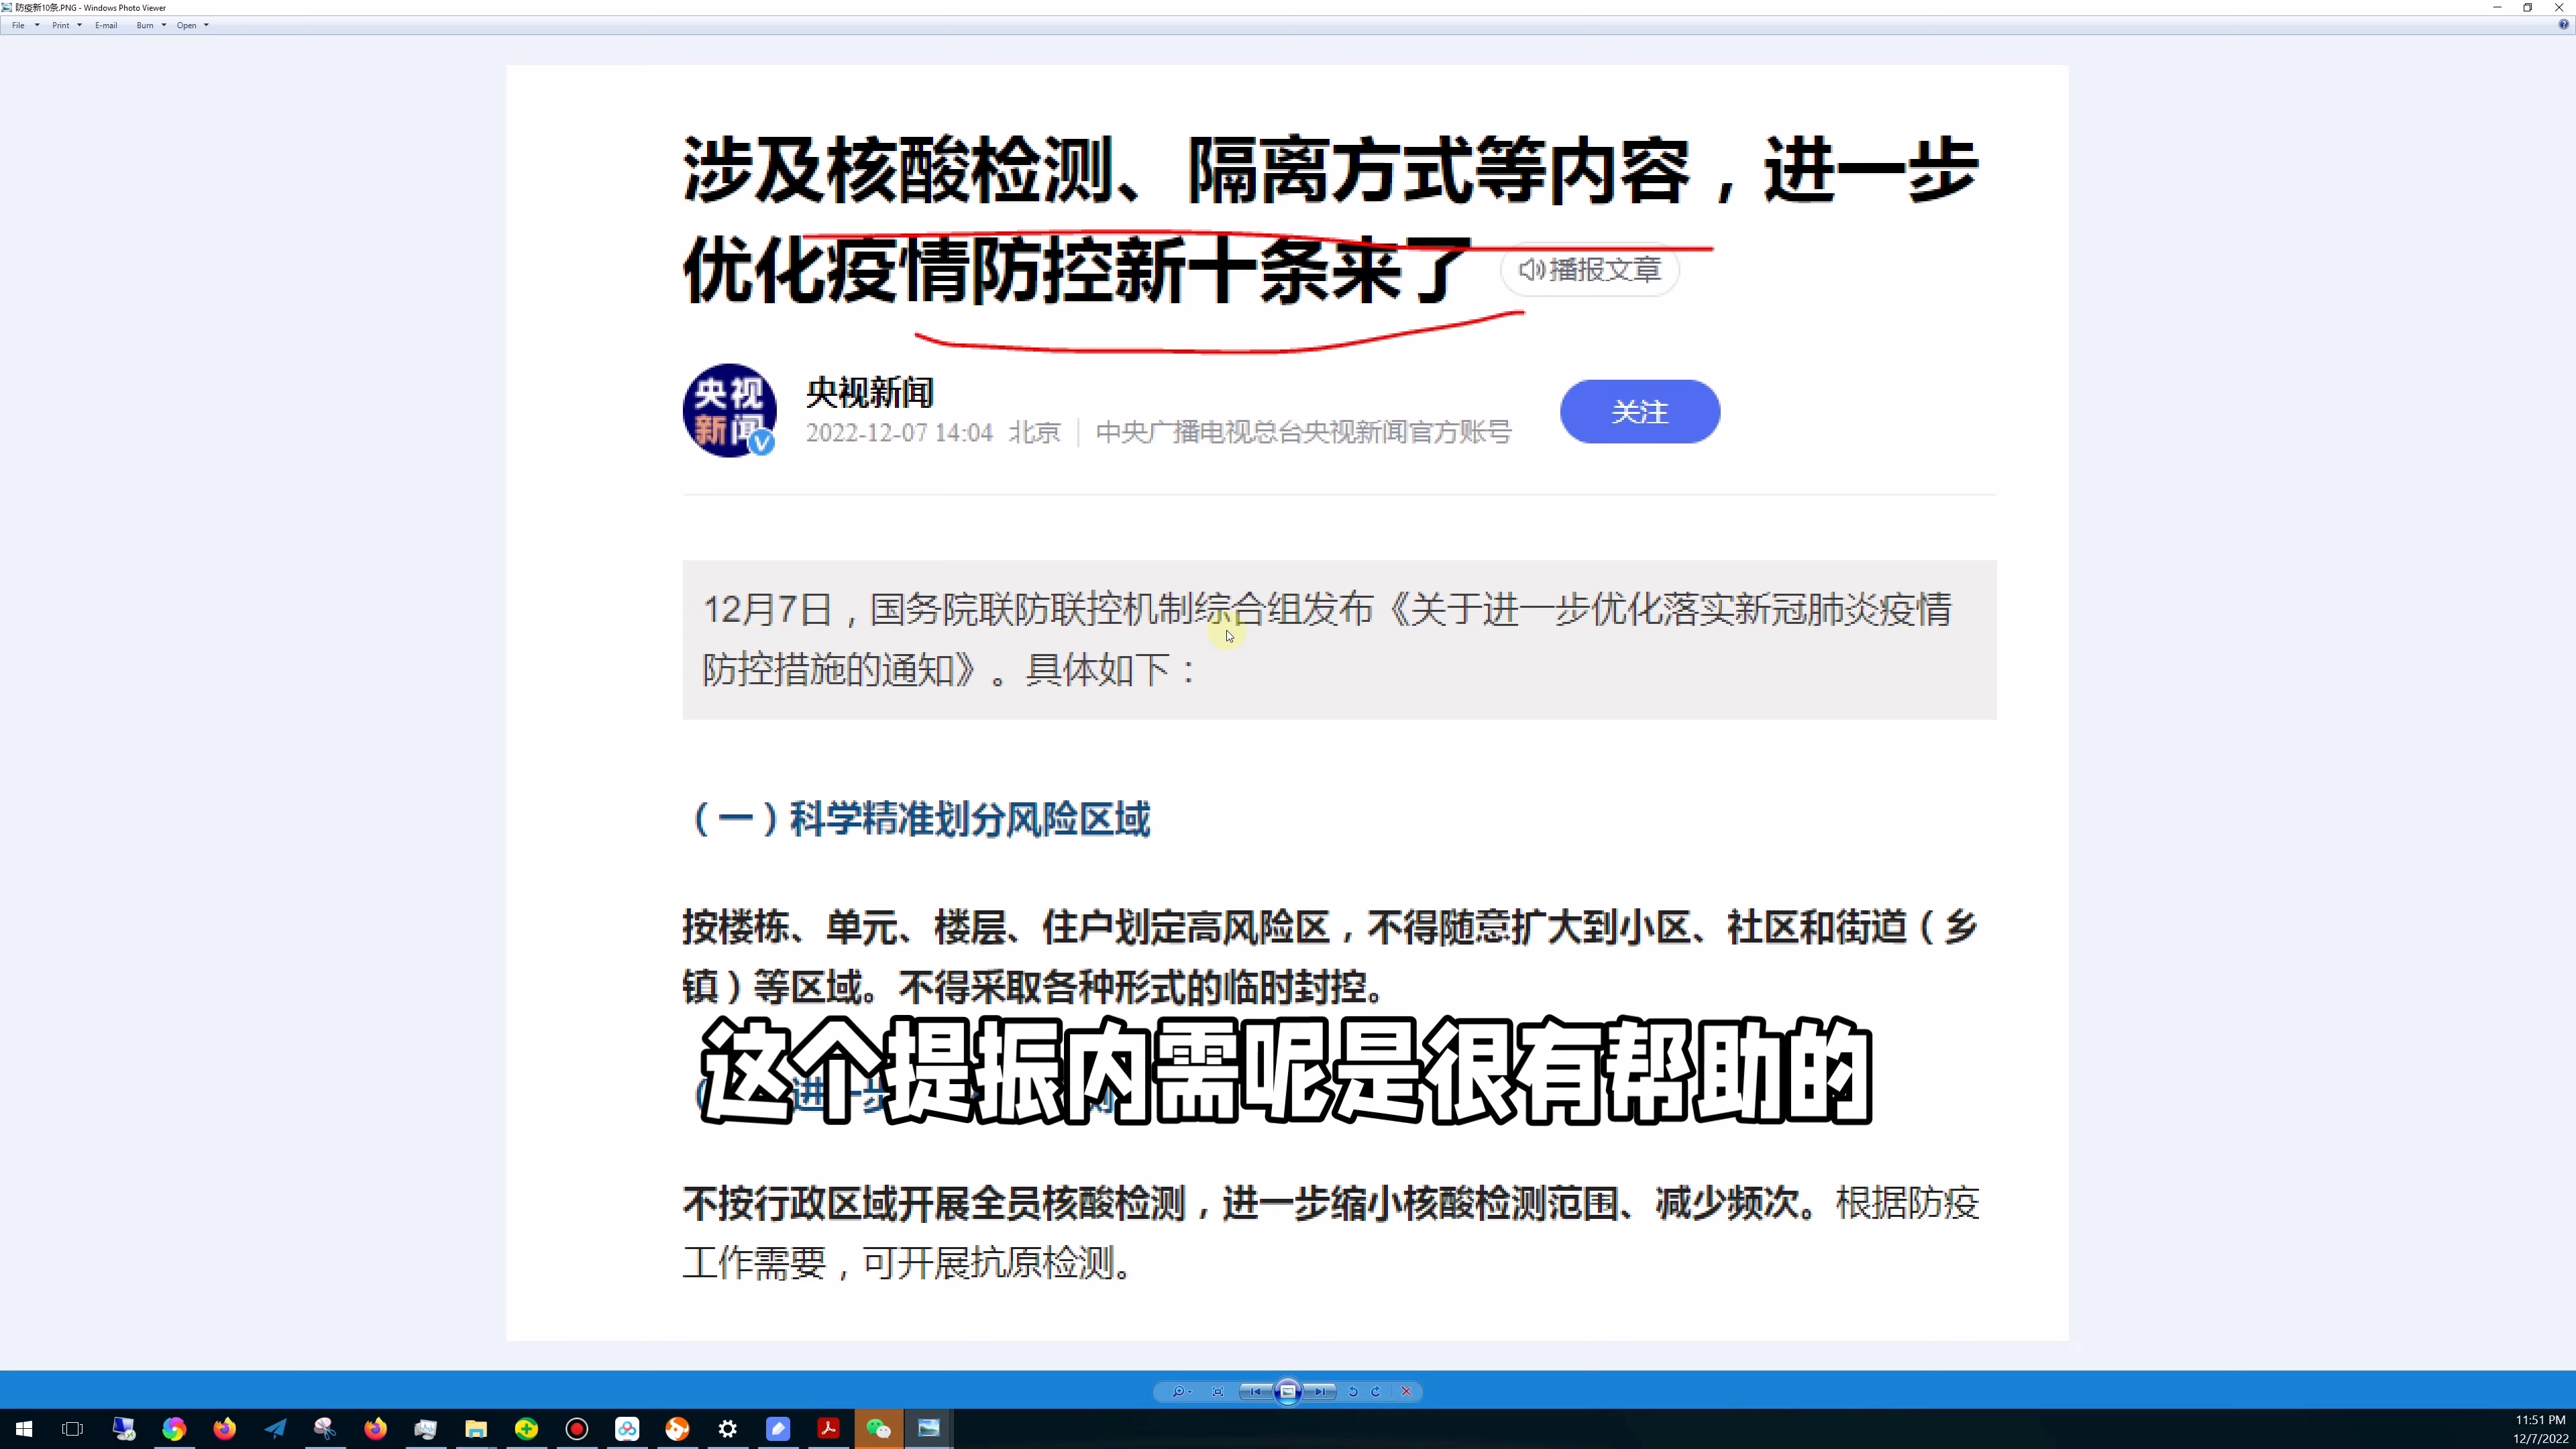 防疫新10条.PNG - Windows Photo Viewer
File Print E-mail Burn Open
涉及核酸检测、隔离方式等内容，进一步
优化疫情防控新十条来了 播报文章
央视新闻
央视新闻
2022-12-07 14:04 北京 中央广播电视总台央视新闻官方账号
关注
12月7日，国务院联防联控机制综合组发布《关于进一步优化落实新冠肺炎疫情
防控措施的通知》。具体如下：
（一）科学精准划分风险区域
按楼栋、单元、楼层、住户划定高风险区，不得随意扩大到小区、社区和街道（乡
镇）等区域。不得采取各种形式的临时封控。
这个提振内需呢是很有帮助的
进一步 测
不按行政区域开展全员核酸检测，进一步缩小核酸检测范围、减少频次。根据防疫
工作需要，可开展抗原检测。
11:51 PM
12/7/2022